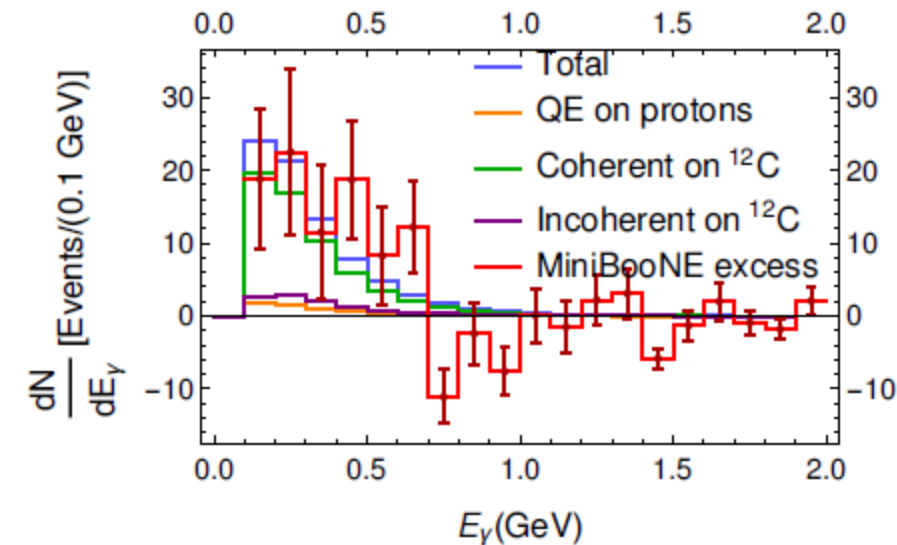 0.0 0.5 1.0 1.5 2.0
Total
30 30
QE on protons
20 Coherent on ¹²C 20
Incoherent on ¹²C
10 10
MiniBooNE excess
0 0
−10 −10
dN/dEγ [Events/(0.1 GeV)]
0.0 0.5 1.0 1.5 2.0
Eγ(GeV)